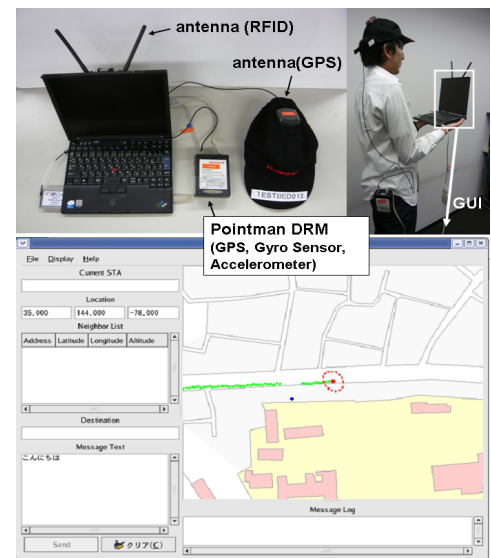 antenna (RFID)
antenna(GPS)
TESTBED013
GUI
Pointman DRM
(GPS, Gyro Sensor,
Accelerometer)
File Display Help
Current STA
Location
35.000 144.000 -76.000
Neighbor List
Address Latitude Longitude Altitude
Destination
Message Text
こんにちは
Message Log
Send クリア(C)